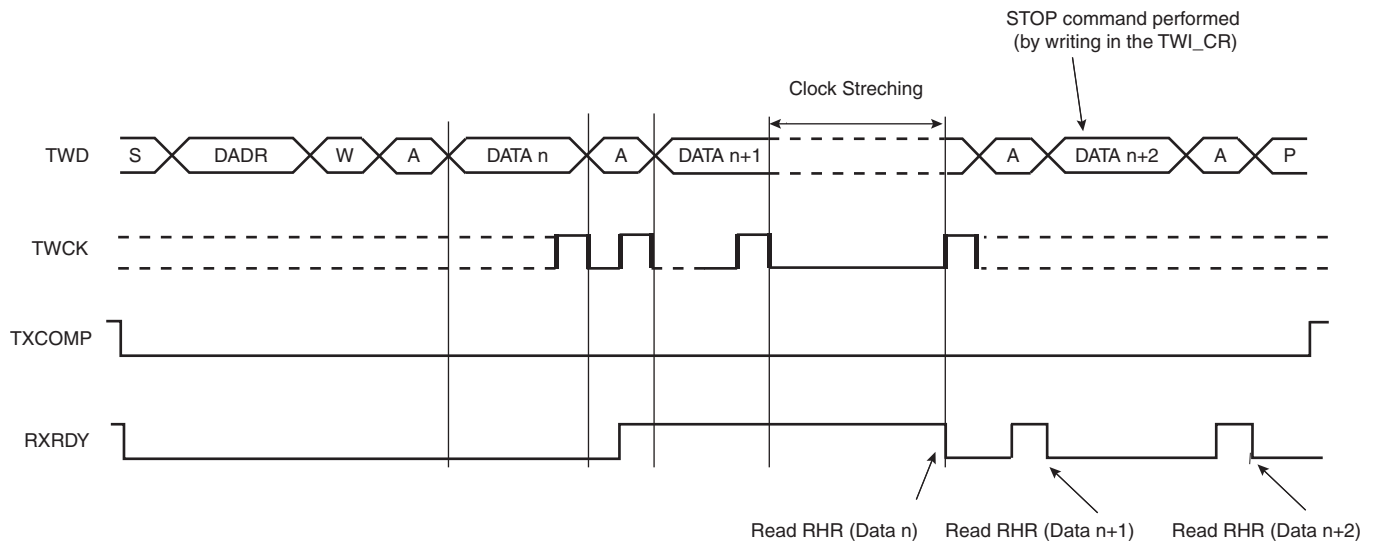 STOP command performed
(by writing in the TWI_CR)
Clock Streching
TWD S DADR W A DATA n A DATA n+1 A DATA n+2 A P
TWCK
TXCOMP
RXRDY
Read RHR (Data n) Read RHR (Data n+1) Read RHR (Data n+2)